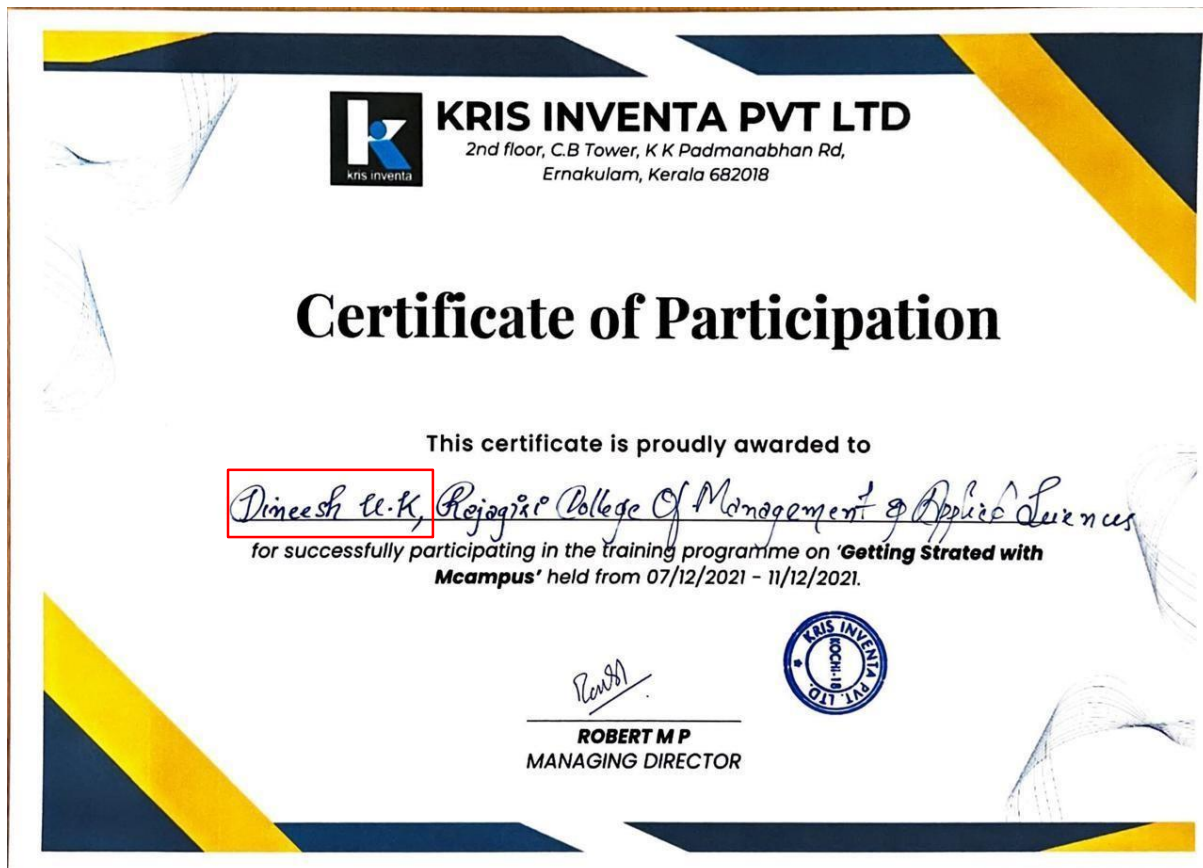 kris inventa
KRIS INVENTA PVT LTD
2nd floor, C.B Tower, K K Padmanabhan Rd,
Ernakulam, Kerala 682018
Certificate of Participation
This certificate is proudly awarded to
Dineesh U.K, Rajagiri College Of Management & Applied Sciences
for successfully participating in the training programme on ‘Getting Strated with
Mcampus’ held from 07/12/2021 - 11/12/2021.
KRIS INVENTA PVT. LTD.
KOCHI-18
ROBERT M P
MANAGING DIRECTOR